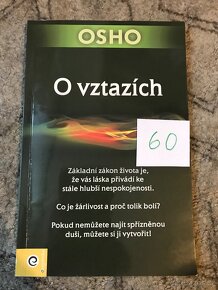 OSHO
O vztazích
60
Základní zákon života je,
že vás láska přivádí ke
stále hlubší nespokojenosti.
Co je žárlivost a proč tolik bolí?
Pokud nemůžete najít spřízněnou
duši, můžete si ji vytvořit!
e